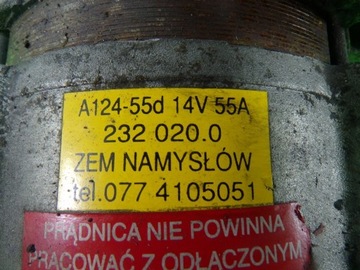 A124-55d 14V 55A
232 020.0
ZEM NAMYSŁÓW
tel.077 4105051
PRĄDNICA NIE POWINNA
PRACOWAĆ Z ODŁĄCZONYM